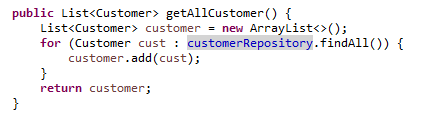 public List<Customer> getAllCustomer() {
List<Customer> customer = new ArrayList<>();
for (Customer cust : customerRepository.findAll()) {
customer.add(cust);
}
return customer;
}